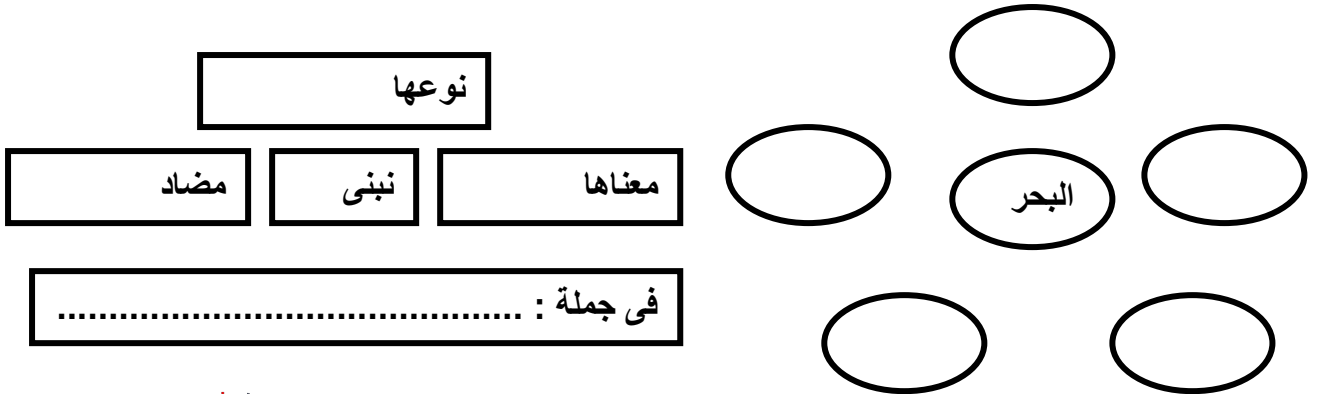 نوعها
معناها
نبنى
مضاد
البحر
فى جملة : ............................................